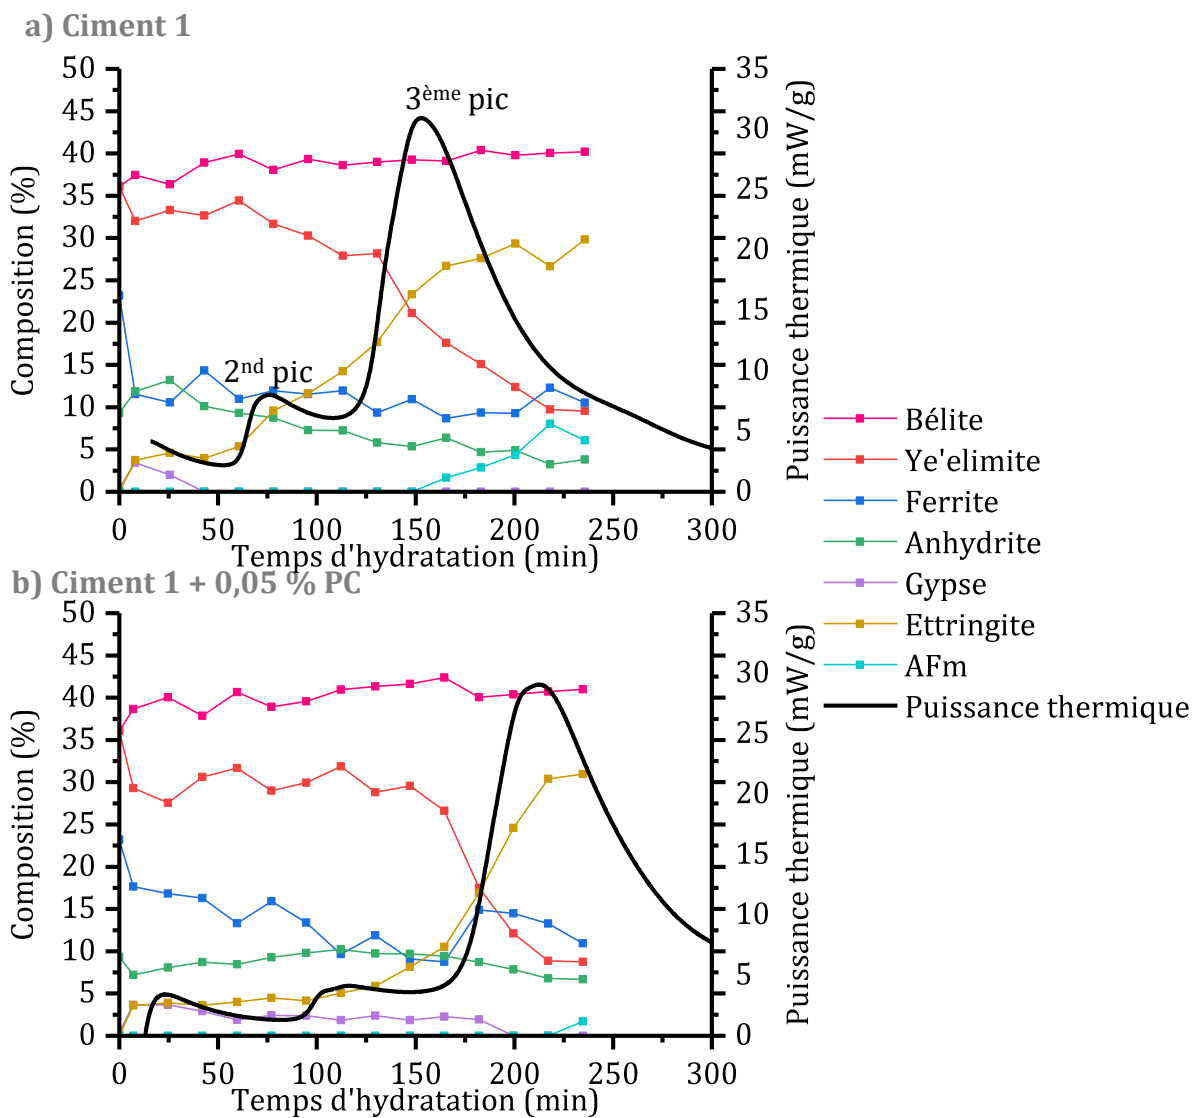 a) Ciment 1
50
45
40
35
30
25
20
15
10
5
0
Composition (%)
35
30
25
20
15
10
5
0
Puissance thermique (mW/g)
3ème pic
2nd pic
0 50 100 150 200 250 300
Temps d'hydratation (min)
b) Ciment 1 + 0,05 % PC
50
45
40
35
30
25
20
15
10
5
0
Composition (%)
35
30
25
20
15
10
5
0
Puissance thermique (mW/g)
0 50 100 150 200 250 300
Temps d'hydratation (min)
Bélite
Ye'elimite
Ferrite
Anhydrite
Gypse
Ettringite
AFm
Puissance thermique